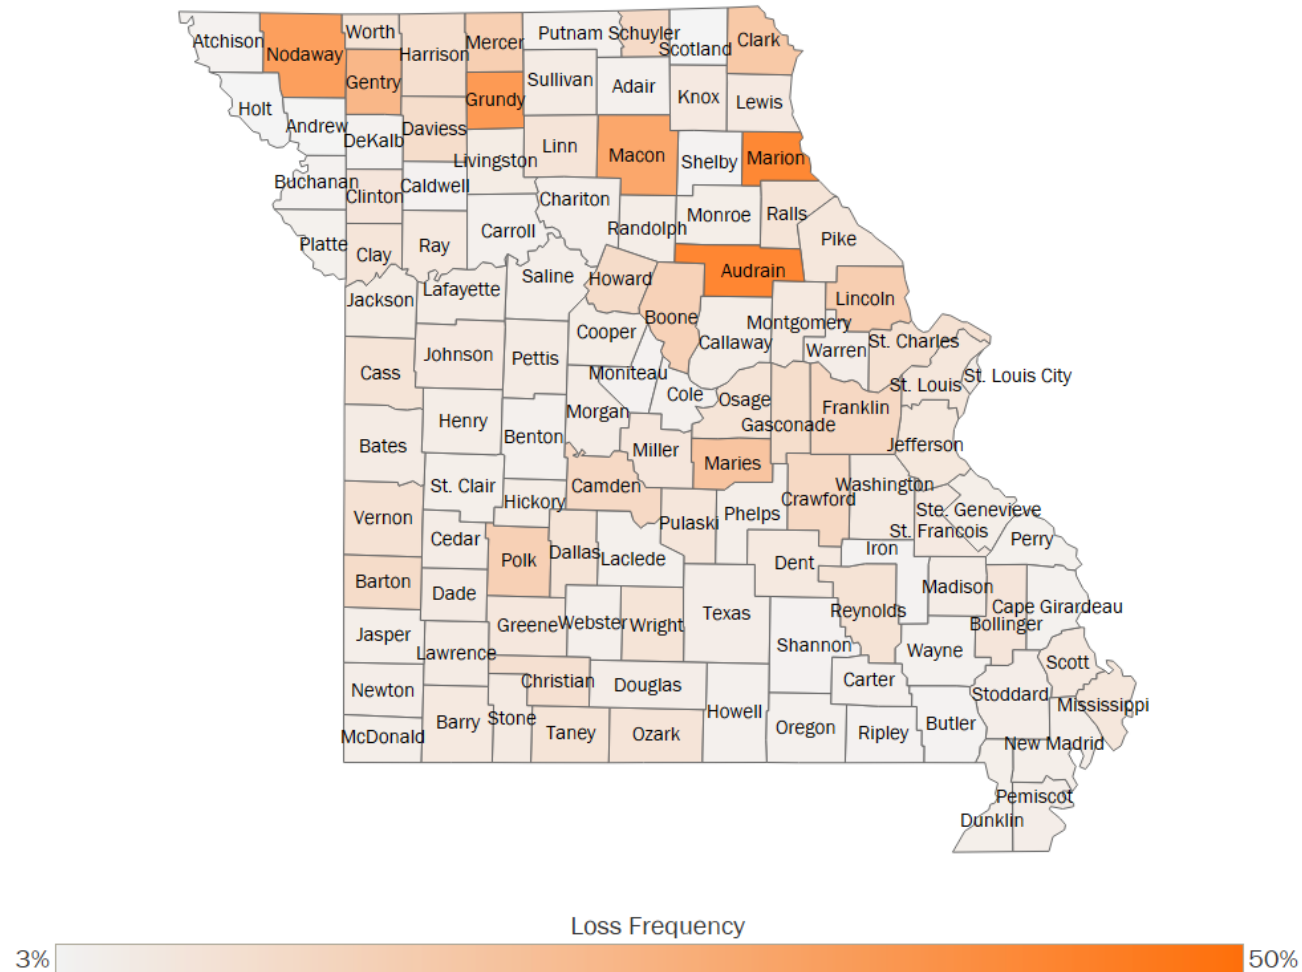 Atchison
Nodaway
Worth
Harrison
Mercer
Putnam
Schuyler
Scotland
Clark
Gentry
Sullivan
Adair
Knox
Lewis
Holt
Andrew
DeKalb
Daviess
Grundy
Livingston
Linn
Macon
Shelby
Marion
Buchanan
Clinton
Caldwell
Chariton
Randolph
Monroe
Ralls
Pike
Platte
Clay
Ray
Carroll
Saline
Howard
Audrain
Lincoln
Jackson
Lafayette
Boone
Montgomery
Cooper
Callaway
Warren
St. Charles
Johnson
Pettis
Cass
Moniteau
Cole
Osage
St. Louis
St. Louis City
Henry
Benton
Morgan
Gasconade
Franklin
Bates
Miller
Maries
Jefferson
St. Clair
Hickory
Camden
Crawford
Washington
Vernon
Pulaski
Phelps
Ste. Genevieve
St. Francois
Cedar
Polk
Dallas
Laclede
Dent
Iron
Perry
Barton
Dade
Madison
Cape Girardeau
Jasper
Greene
Webster
Wright
Texas
Reynolds
Bollinger
Lawrence
Shannon
Wayne
Scott
Newton
Christian
Douglas
Carter
Stoddard
Mississippi
McDonald
Barry
Stone
Taney
Ozark
Howell
Oregon
Ripley
Butler
New Madrid
Pemiscot
Dunklin
Loss Frequency
3%
50%